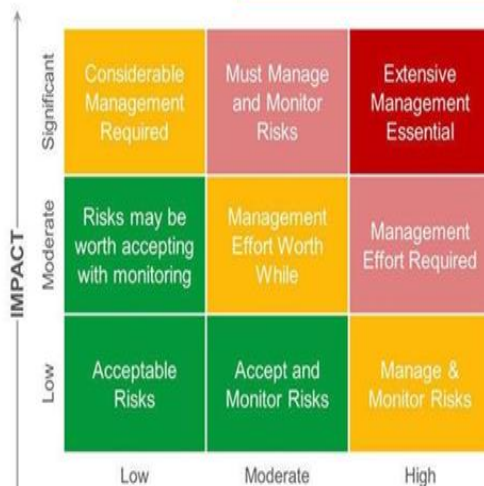 IMPACT
Significant
Considerable
Management
Required
Must Manage
and Monitor
Risks
Extensive
Management
Essential
Moderate
Risks may be
worth accepting
with monitoring
Management
Effort Worth
While
Management
Effort Required
Low
Acceptable
Risks
Accept and
Monitor Risks
Manage &
Monitor Risks
Low
Moderate
High